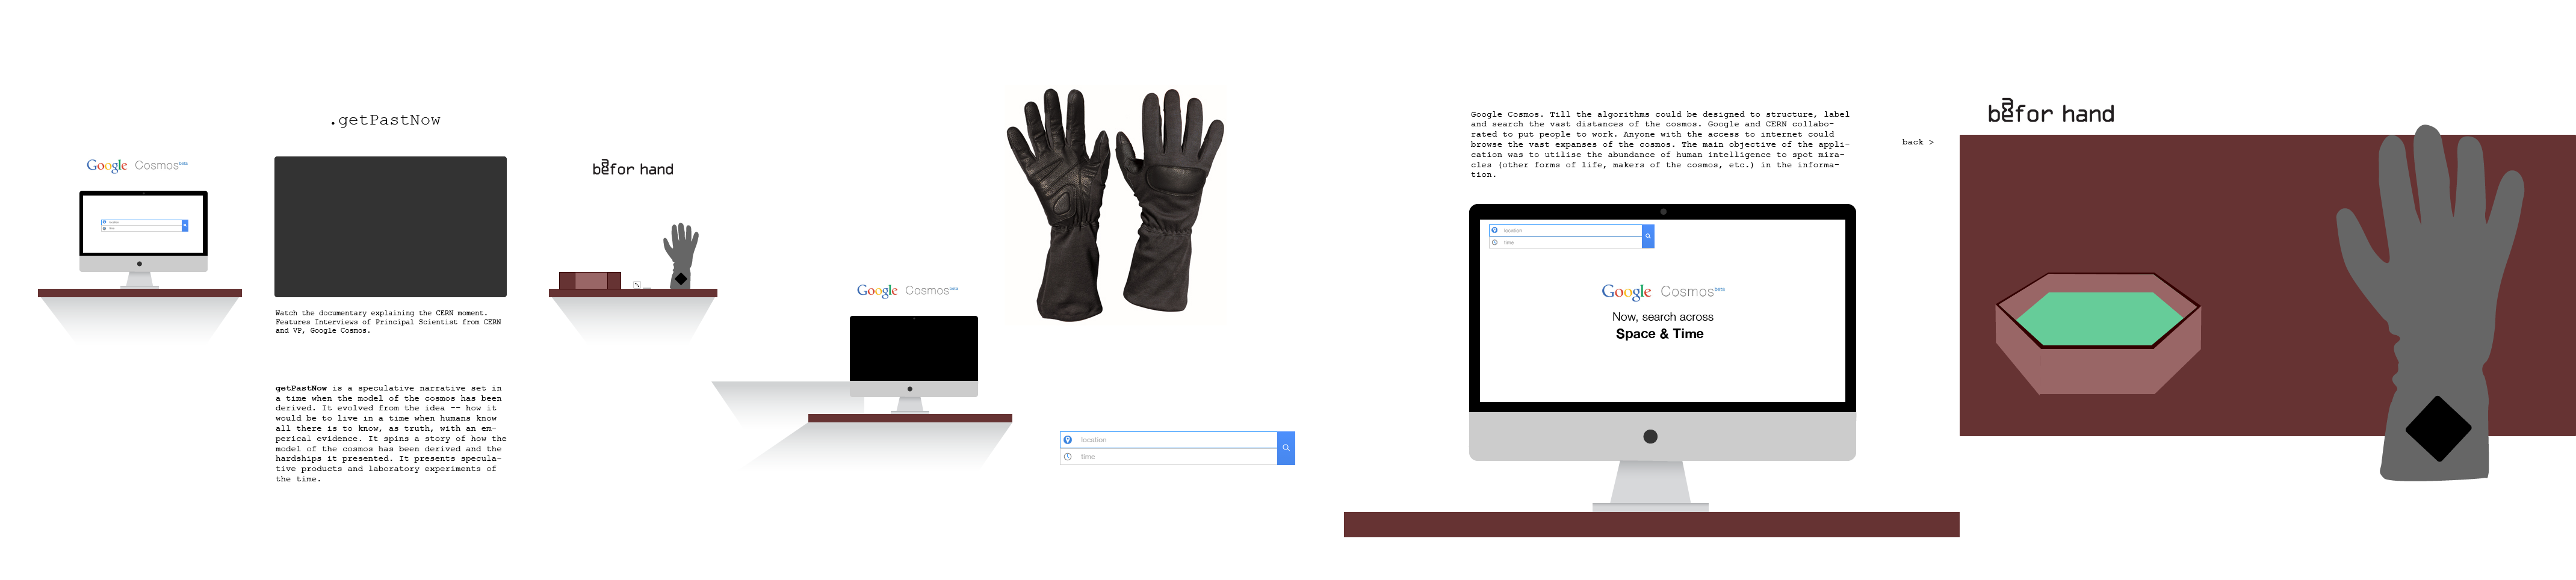 .getPastNow
Google Cosmos beta
location
time
Watch the documentary explaining the CERN moment.
Features Interviews of Principal Scientist from CERN
and VP, Google Cosmos.
getPastNow is a speculative narrative set in
a time when the model of the cosmos has been
derived. It evolved from the idea -- how it
would be to live in a time when humans know
all there is to know, as truth, with an em-
perical evidence. It spins a story of how the
model of the cosmos has been derived and the
hardships it presented. It presents specula-
tive products and laboratory experiments of
the time.
Google Cosmos beta
location
time
Google Cosmos. Till the algorithms could be designed to structure, label
and search the vast distances of the cosmos. Google and CERN collabo-
rated to put people to work. Anyone with the access to internet could
browse the vast expanses of the cosmos. The main objective of the appli-
cation was to utilise the abundance of human intelligence to spot mira-
cles (other forms of life, makers of the cosmos, etc.) in the informa-
tion.
back >
location
time
Google Cosmos beta
Now, search across
Space & Time